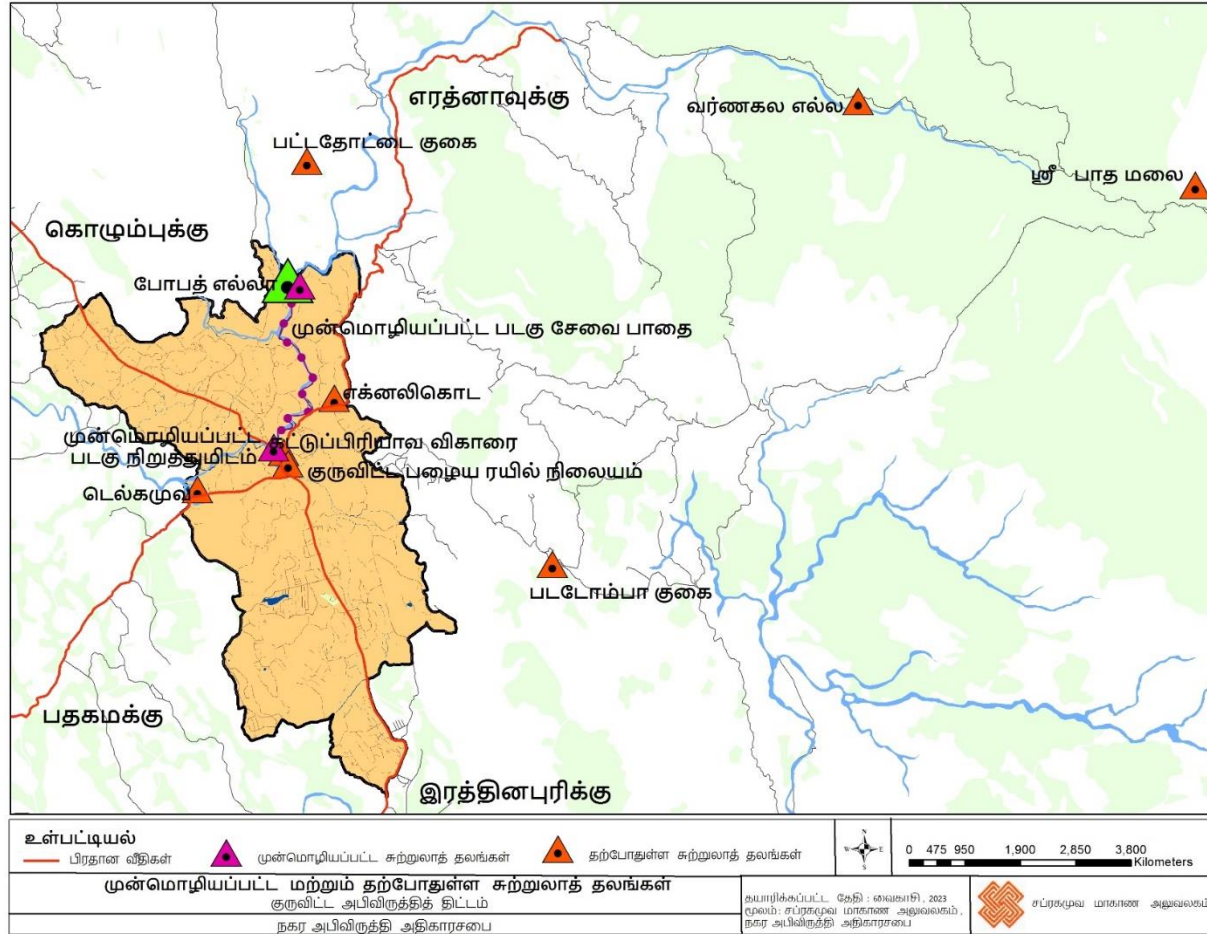 எரத்னாவுக்கு
வர்ணகல எல்ல
பட்டதோட்டை குகை
ஸ்ரீ பாத மலை
கொழும்புக்கு
போபத் எல்லா
முன்மொழியப்பட்ட படகு சேவை பாதை
எக்னலிகொட
முன்மொழியப்பட்ட
படகு நிறுத்துமிடம்
கட்டுப்பிரியாவ விகாரை
குருவிட்ட பழைய ரயில் நிலையம்
டெல்கமுவ
படடோம்பா குகை
பதகமக்கு
இரத்தினபுரிக்கு
உள்பட்டியல்
பிரதான வீதிகள்
முன்மொழியப்பட்ட சுற்றுலாத் தலங்கள்
தற்போதுள்ள சுற்றுலாத் தலங்கள்
N
W E
S
0 475 950 1,900 2,850 3,800
Kilometers
முன்மொழியப்பட்ட மற்றும் தற்போதுள்ள சுற்றுலாத் தலங்கள்
குருவிட்ட அபிவிருத்தித் திட்டம்
நகர அபிவிருத்தி அதிகாரசபை
தயாரிக்கப்பட்ட தேதி : வைகாசி, 2023
மூலம்: சப்ரகமுவ மாகாண அலுவலகம்,
நகர அபிவிருத்தி அதிகாரசபை
சப்ரகமுவ மாகாண அலுவலகம்